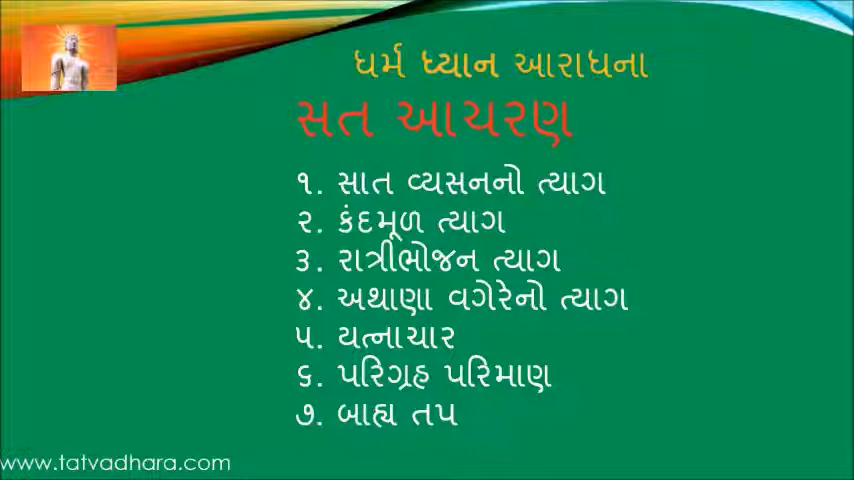 ધર્મ ધ્યાન આરાધના
સત આચરણ
૧. સાત વ્યસનનો ત્યાગ
૨. કંદમૂળ ત્યાગ
૩. રાત્રીભોજન ત્યાગ
૪. અથાણા વગેરેનો ત્યાગ
૫. યત્નાચાર
૬. પરિગ્રહ પરિમાણ
૭. બાહ્ય તપ
www.tatvadhara.com